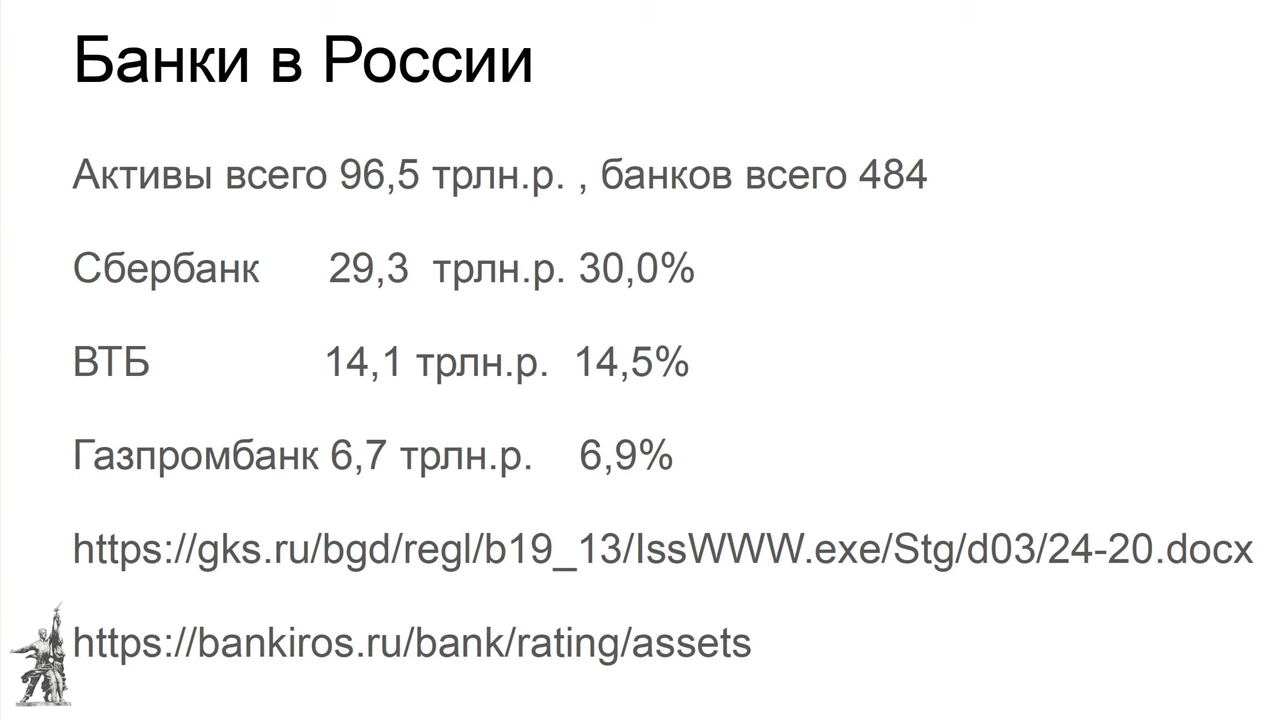 Банки в России
Активы всего 96,5 трлн.р. , банков всего 484
Сбербанк 29,3 трлн.р. 30,0%
ВТБ 14,1 трлн.р. 14,5%
Газпромбанк 6,7 трлн.р. 6,9%
https://gks.ru/bgd/regl/b19_13/IssWWW.exe/Stg/d03/24-20.docx
https://bankiros.ru/bank/rating/assets